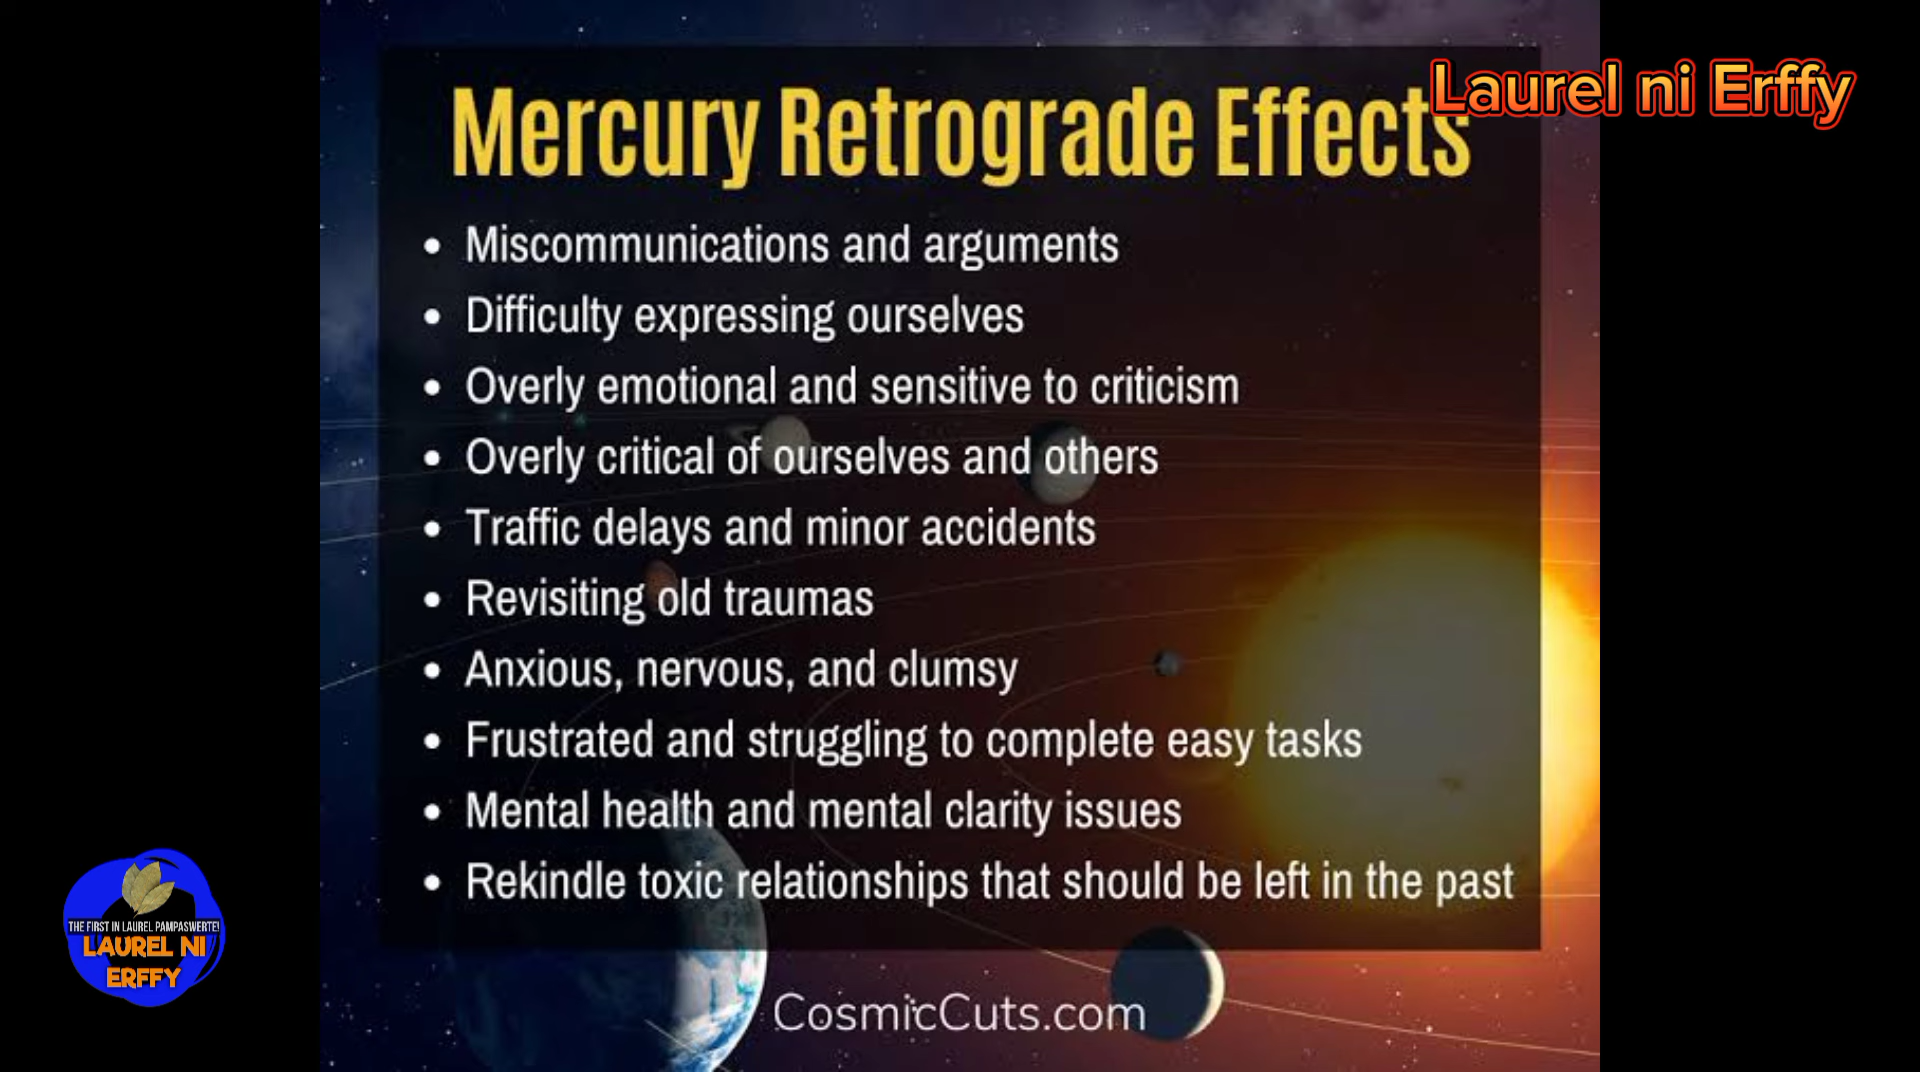 Laurel ni Erffy
Mercury Retrograde Effects
• Miscommunications and arguments
• Difficulty expressing ourselves
• Overly emotional and sensitive to criticism
• Overly critical of ourselves and others
• Traffic delays and minor accidents
• Revisiting old traumas
• Anxious, nervous, and clumsy
• Frustrated and struggling to complete easy tasks
• Mental health and mental clarity issues
• Rekindle toxic relationships that should be left in the past
THE FIRST IN LAUREL PAMPASWERTE!
LAUREL NI
ERFFY
CosmicCuts.com